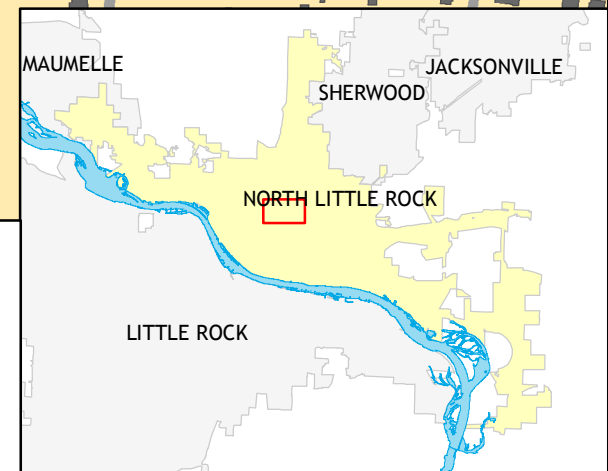 MAUMELLE
JACKSONVILLE
SHERWOOD
NORTH LITTLE ROCK
LITTLE ROCK